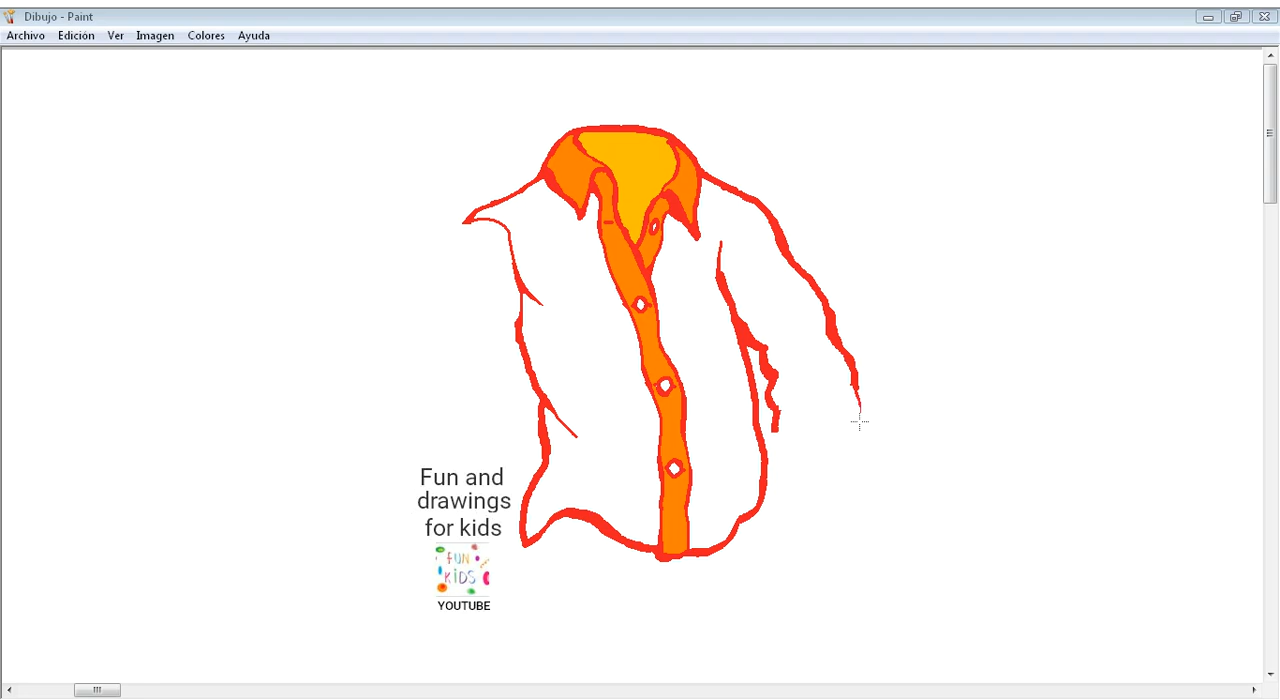 Dibujo - Paint
Archivo Edición Ver Imagen Colores Ayuda
Fun and
drawings
for kids
FUN
KiDS
YOUTUBE